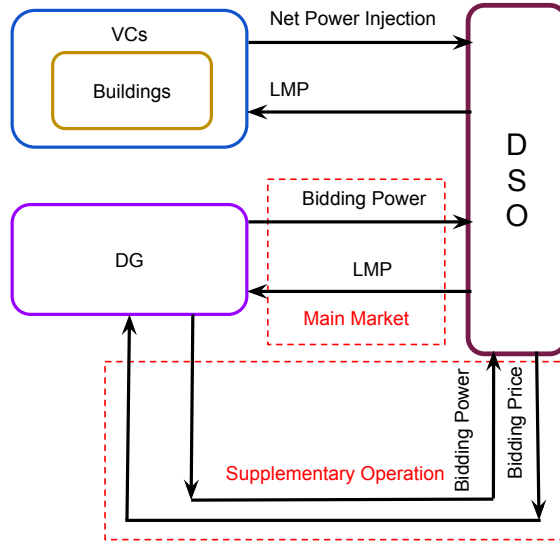 VCs
Buildings
Net Power Injection
LMP
D
S
O
DG
Bidding Power
LMP
Main Market
Supplementary Operation
Bidding Power
Bidding Price